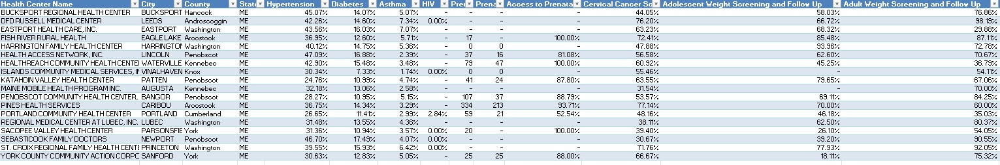 Health Center Name City County State Hypertension Diabetes Asthma HIV Pren Prena Access to Prenata Cervical Cancer Sc Adolescent Weight Screening and Follow Up Adult Weight Screening and Follow Up
BUCKSPORT REGIONAL HEALTH CENTER BUCKSPORT Hancock ME 45.07% 14.07% 5.07% - - - - 44.05% 58.03% 76.86%
DFD RUSSELL MEDICAL CENTER LEEDS Androscoggin ME 42.26% 14.60% 7.34% 0.00% - - - 76.20% 66.72% 98.19%
EASTPORT HEALTH CARE, INC. EASTPORT Washington ME 43.56% 16.03% 7.07% - - - - 63.23% 68.32% 29.88%
FISH RIVER RURAL HEALTH EAGLE LAKE Aroostook ME 36.95% 12.60% 5.71% - 17 - 100.00% 72.41% 85.48% 87.11%
HARRINGTON FAMILY HEALTH CENTER HARRINGTON Washington ME 40.12% 14.75% 5.36% - 0 0 - 47.88% 93.96% 72.78%
HEALTH ACCESS NETWORK, INC. LINCOLN Penobscot ME 47.09% 16.88% 2.39% - 37 16 81.08% 56.58% 62.60% 70.67%
HEALTHREACH COMMUNITY HEALTH CENTE WATERVILLE Kennebec ME 42.90% 15.48% 3.48% - 79 47 100.00% 60.92% 45.25% 36.79%
ISLANDS COMMUNITY MEDICAL SERVICES, I VINALHAVEN Knox ME 30.34% 7.33% 1.74% 0.00% 0 0 - 55.46% - 54.11%
KATAHDIN VALLEY HEALTH CENTER PATTEN Penobscot ME 24.76% 10.99% 4.74% - 41 24 87.80% 63.55% 79.65% 67.06%
MAINE MOBILE HEALTH PROGRAM INC. AUGUSTA Kennebec ME 32.18% 13.06% 2.58% - - - - 31.54% - 70.00%
PENOBSCOT COMMUNITY HEALTH CENTER, BANGOR Penobscot ME 28.27% 10.95% 5.15% - 107 37 88.79% 53.57% 69.11% 84.25%
PINES HEALTH SERVICES CARIBOU Aroostook ME 36.75% 14.34% 3.29% - 334 213 93.71% 77.14% 70.00% 60.00%
PORTLAND COMMUNITY HEALTH CENTER PORTLAND Cumberland ME 26.65% 11.41% 2.99% 2.84% 59 21 52.54% 48.16% 46.18% 35.03%
REGIONAL MEDICAL CENTER AT LUBEC, INC. LUBEC Washington ME 31.48% 13.55% 4.36% - - - - 38.11% 62.50% 80.37%
SACOPEE VALLEY HEALTH CENTER PARSONSFIE York ME 31.36% 10.94% 3.57% 0.00% 20 - 100.00% 39.40% 26.10% 54.05%
SEBASTICOOK FAMILY DOCTORS NEWPORT Penobscot ME 46.70% 17.49% 4.07% 0.00% - - - 30.67% 39.20% 90.55%
ST. CROIX REGIONAL FAMILY HEALTH CENTE PRINCETON Washington ME 39.55% 15.93% 6.42% 0.00% - - - 71.76% 77.93% 92.05%
YORK COUNTY COMMUNITY ACTION CORPO SANFORD York ME 30.63% 12.83% 5.05% - 25 25 88.00% 66.67% 18.11% 75.32%